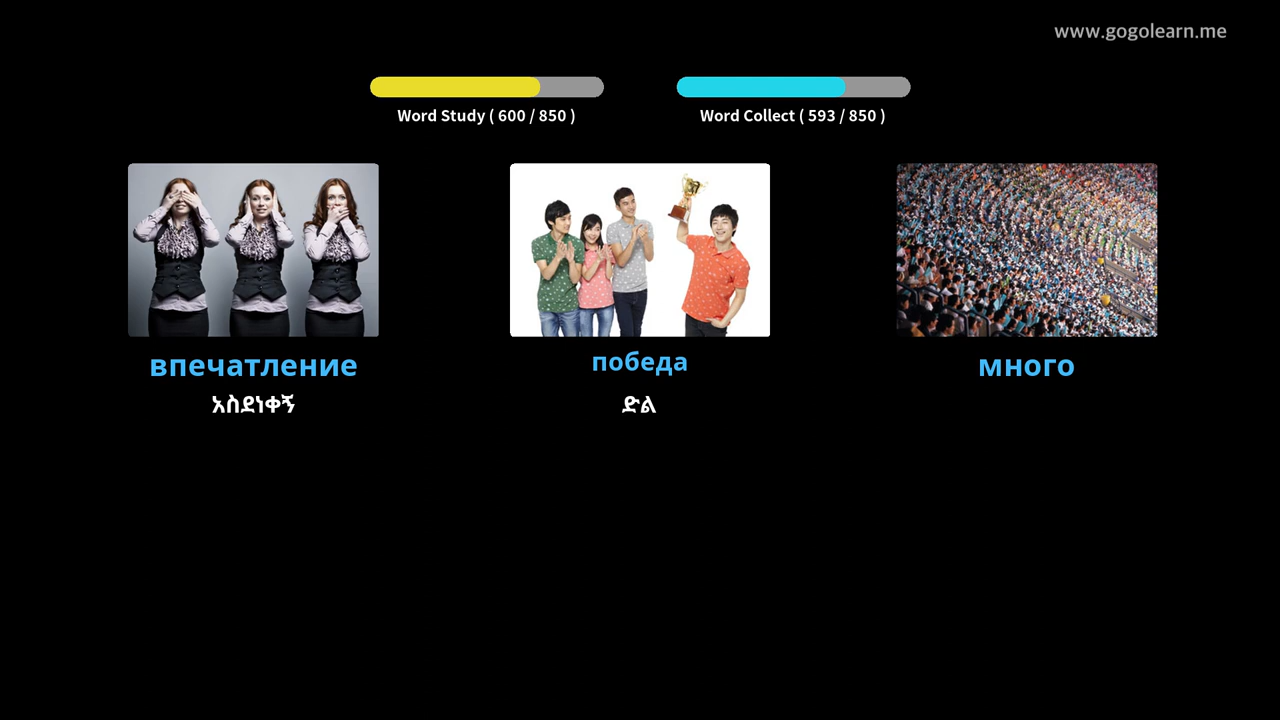 www.gogolearn.me
Word Study ( 600 / 850 )
Word Collect ( 593 / 850 )
впечатление
победа
много
አስደነቀኝ
ድል